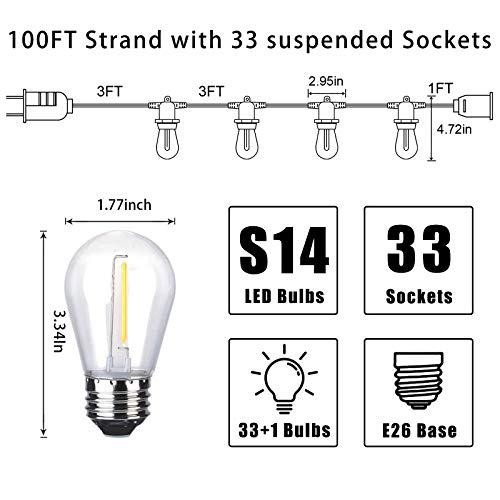 100FT Strand with 33 suspended Sockets
3FT
3FT
2.95in
1FT
4.72in
1.77inch
3.34In
S14
LED Bulbs
33
Sockets
33+1 Bulbs
E26 Base